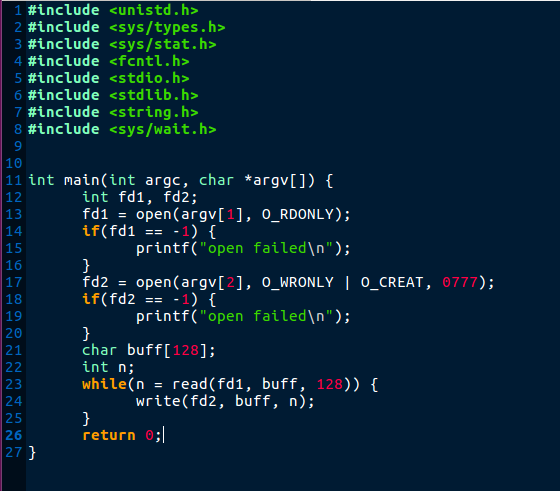 1 #include <unistd.h>
2 #include <sys/types.h>
3 #include <sys/stat.h>
4 #include <fcntl.h>
5 #include <stdio.h>
6 #include <stdlib.h>
7 #include <string.h>
8 #include <sys/wait.h>
9
10
11 int main(int argc, char *argv[]) {
12       int fd1, fd2;
13       fd1 = open(argv[1], O_RDONLY);
14       if(fd1 == -1) {
15             printf("open failed\n");
16       }
17       fd2 = open(argv[2], O_WRONLY | O_CREAT, 0777);
18       if(fd2 == -1) {
19             printf("open failed\n");
20       }
21       char buff[128];
22       int n;
23       while(n = read(fd1, buff, 128)) {
24             write(fd2, buff, n);
25       }
26       return 0;
27 }